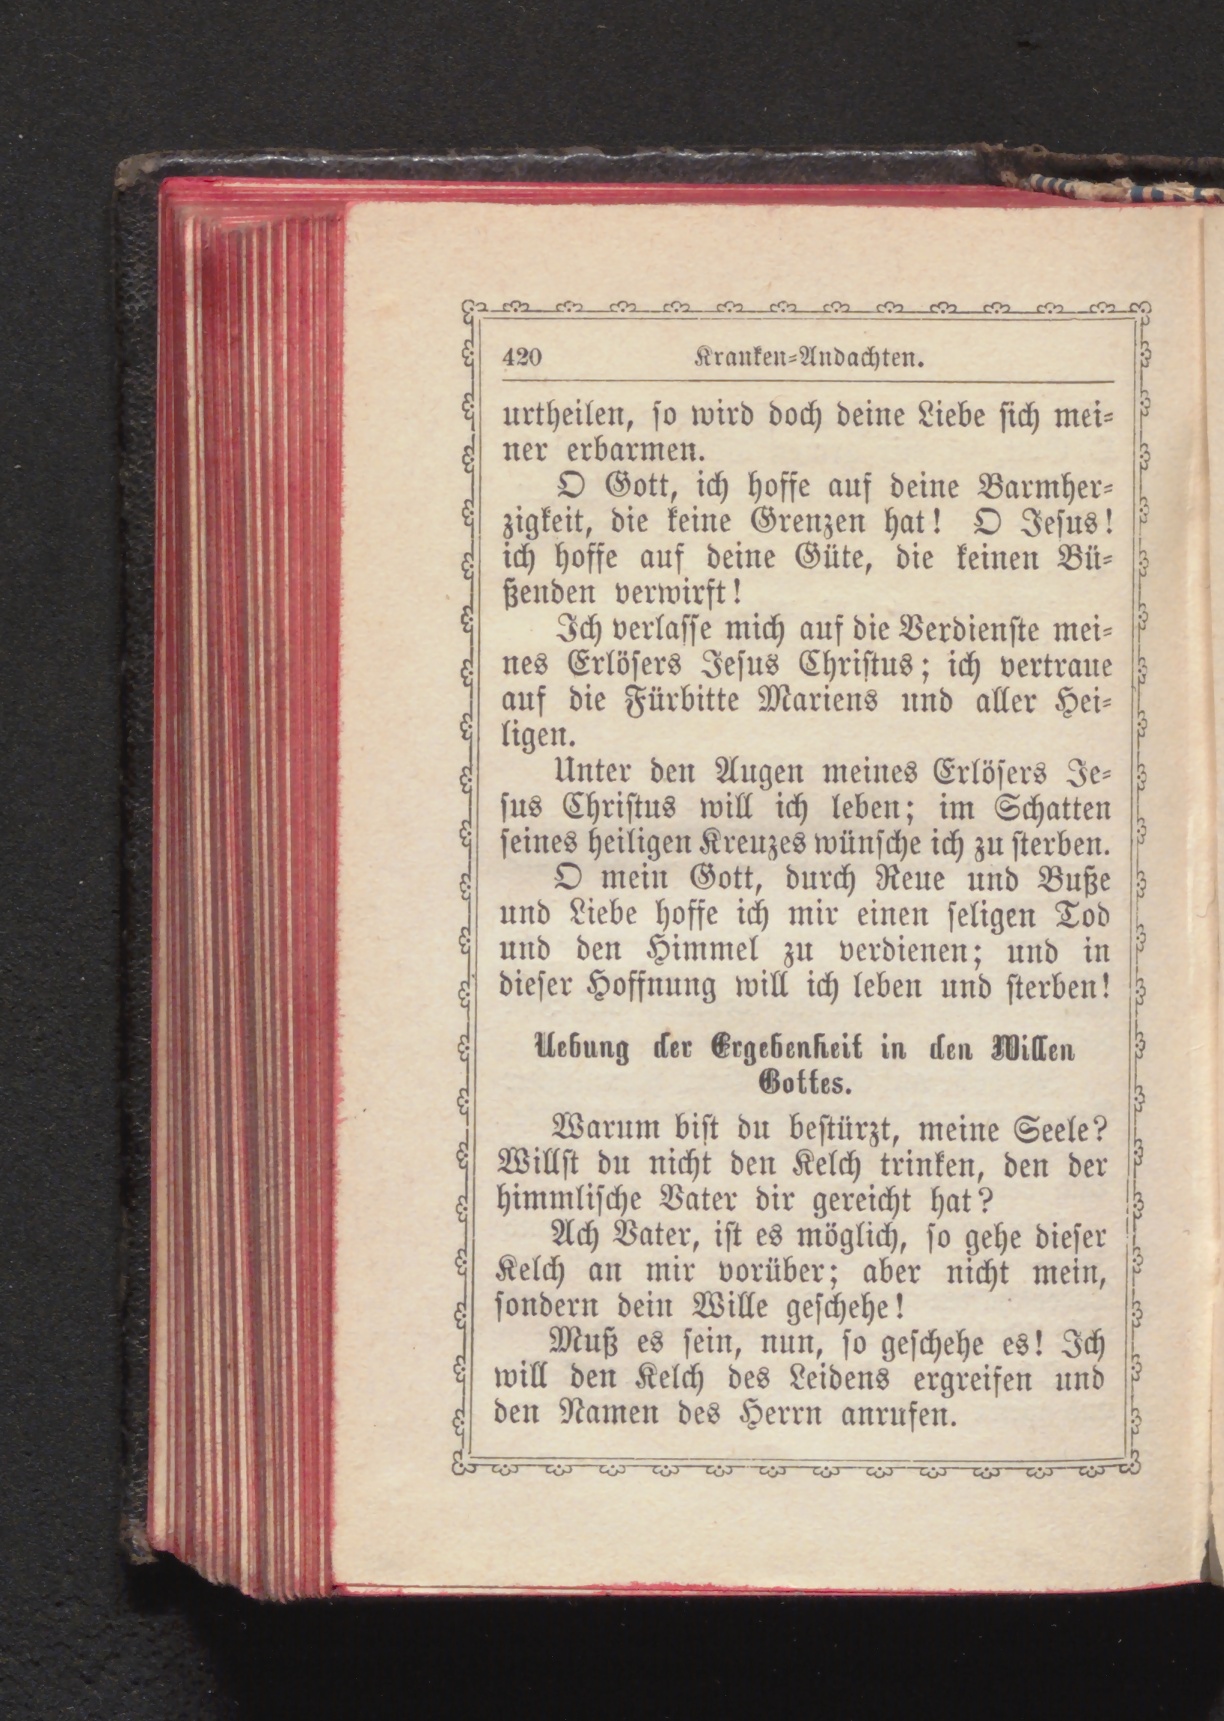 420 Kranken-Andachten.
urtheilen, so wird doch deine Liebe sich mei-
ner erbarmen.
O Gott, ich hoffe auf deine Barmher-
zigkeit, die keine Grenzen hat! O Jesus!
ich hoffe auf deine Güte, die keinen Bü-
ßenden verwirft!
Ich verlasse mich auf die Verdienste mei-
nes Erlösers Jesus Christus; ich vertraue
auf die Fürbitte Mariens und aller Hei-
ligen.
Unter den Augen meines Erlösers Je-
sus Christus will ich leben; im Schatten
seines heiligen Kreuzes wünsche ich zu sterben.
O mein Gott, durch Reue und Buße
und Liebe hoffe ich mir einen seligen Tod
und den Himmel zu verdienen; und in
dieser Hoffnung will ich leben und sterben!
Uebung der Ergebenheit in den Willen
Gottes.
Warum bist du bestürzt, meine Seele?
Willst du nicht den Kelch trinken, den der
himmlische Vater dir gereicht hat?
Ach Vater, ist es möglich, so gehe dieser
Kelch an mir vorüber; aber nicht mein,
sondern dein Wille geschehe!
Muß es sein, nun, so geschehe es! Ich
will den Kelch des Leidens ergreifen und
den Namen des Herrn anrufen.